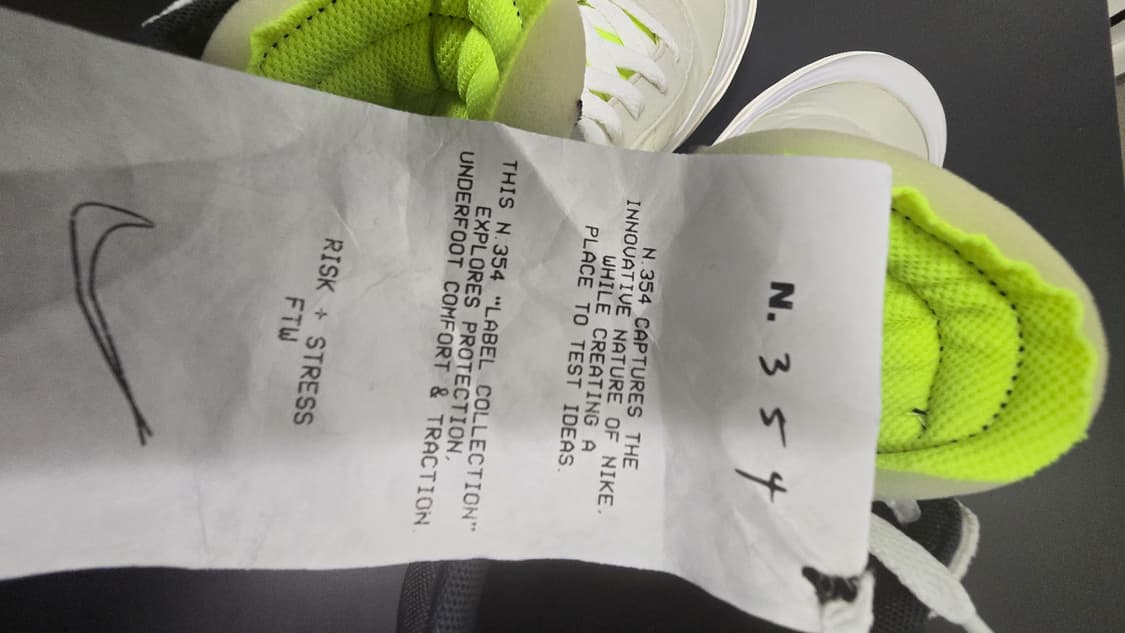 N. 354
N.354 CAPTURES THE
INNOVATIVE NATURE OF NIKE,
WHILE CREATING A
PLACE TO TEST IDEAS.
THIS N.354 "LABEL COLLECTION"
EXPLORES PROTECTION,
UNDERFOOT COMFORT & TRACTION.
RISK + STRESS
FTW